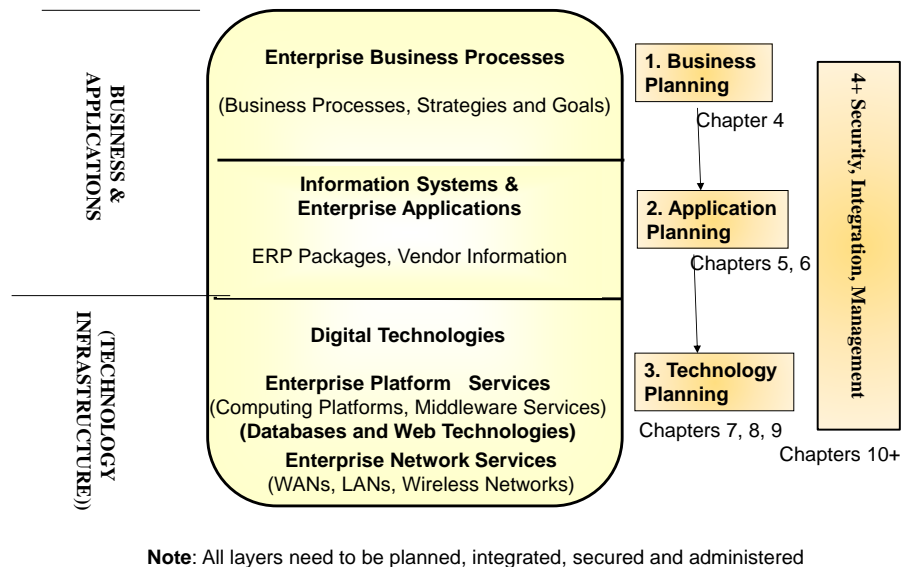 BUSINESS &
APPLICATIONS
(TECHNOLOGY
INFRASTRUCTURE))
Enterprise Business Processes
(Business Processes, Strategies and Goals)
Information Systems &
Enterprise Applications
ERP Packages, Vendor Information
Digital Technologies
Enterprise Platform Services
(Computing Platforms, Middleware Services)
(Databases and Web Technologies)
Enterprise Network Services
(WANs, LANs, Wireless Networks)
1. Business
Planning
Chapter 4
2. Application
Planning
Chapters 5, 6
3. Technology
Planning
Chapters 7, 8, 9
4+ Security, Integration, Management
Chapters 10+
Note: All layers need to be planned, integrated, secured and administered